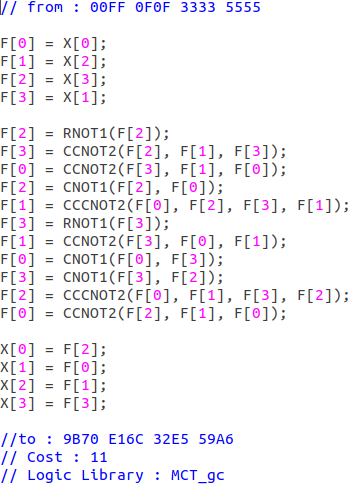 // from : 00FF 0F0F 3333 5555
F[0] = X[0];
F[1] = X[2];
F[2] = X[3];
F[3] = X[1];
F[2] = RNOT1(F[2]);
F[3] = CCNOT2(F[2], F[1], F[3]);
F[0] = CCNOT2(F[3], F[1], F[0]);
F[2] = CNOT1(F[2], F[0]);
F[1] = CCCNOT2(F[0], F[2], F[3], F[1]);
F[3] = RNOT1(F[3]);
F[1] = CCNOT2(F[3], F[0], F[1]);
F[0] = CNOT1(F[0], F[3]);
F[3] = CNOT1(F[3], F[2]);
F[2] = CCCNOT2(F[0], F[1], F[3], F[2]);
F[0] = CCNOT2(F[2], F[1], F[0]);
X[0] = F[2];
X[1] = F[0];
X[2] = F[1];
X[3] = F[3];
//to : 9B70 E16C 32E5 59A6
// Cost : 11
// Logic Library : MCT_gc